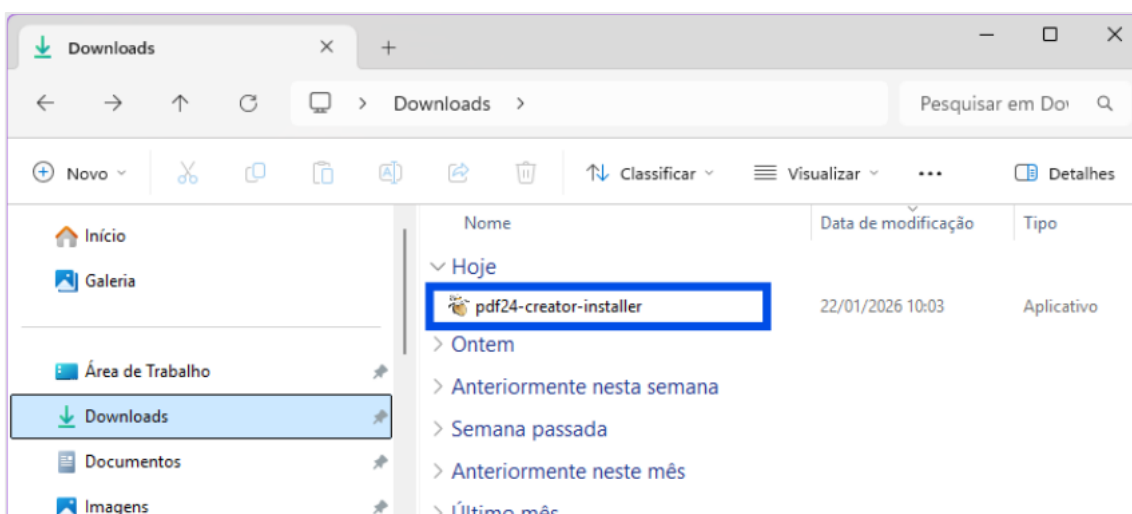 Downloads
Downloads
Pesquisar em Do
Novo
Classificar
Visualizar
Detalhes
Início
Galeria
Área de Trabalho
Downloads
Documentos
Imagens
Nome Data de modificação Tipo
Hoje
pdf24-creator-installer 22/01/2026 10:03 Aplicativo
Ontem
Anteriormente nesta semana
Semana passada
Anteriormente neste mês
Último mês